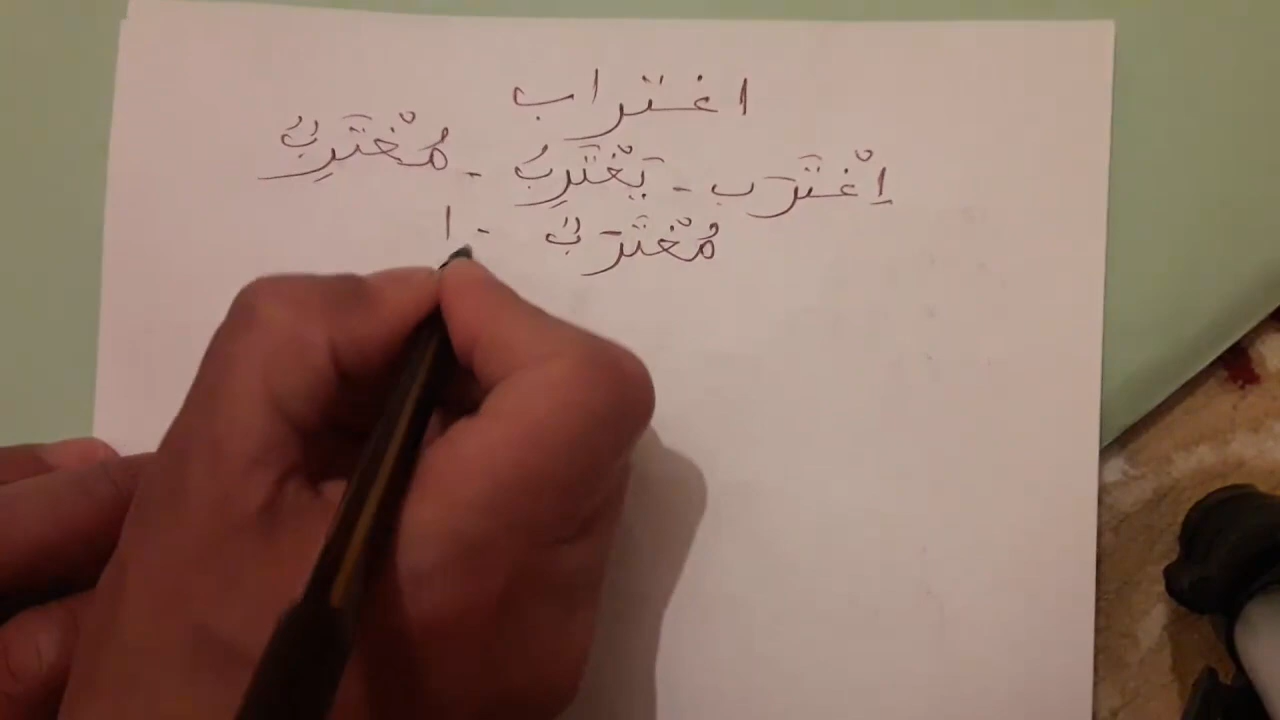 اغتراب
اِغْتَرَب - يَغْتَرِبُ - مُغْتَرِبٌ
مُغْتَرَبٌ - ا